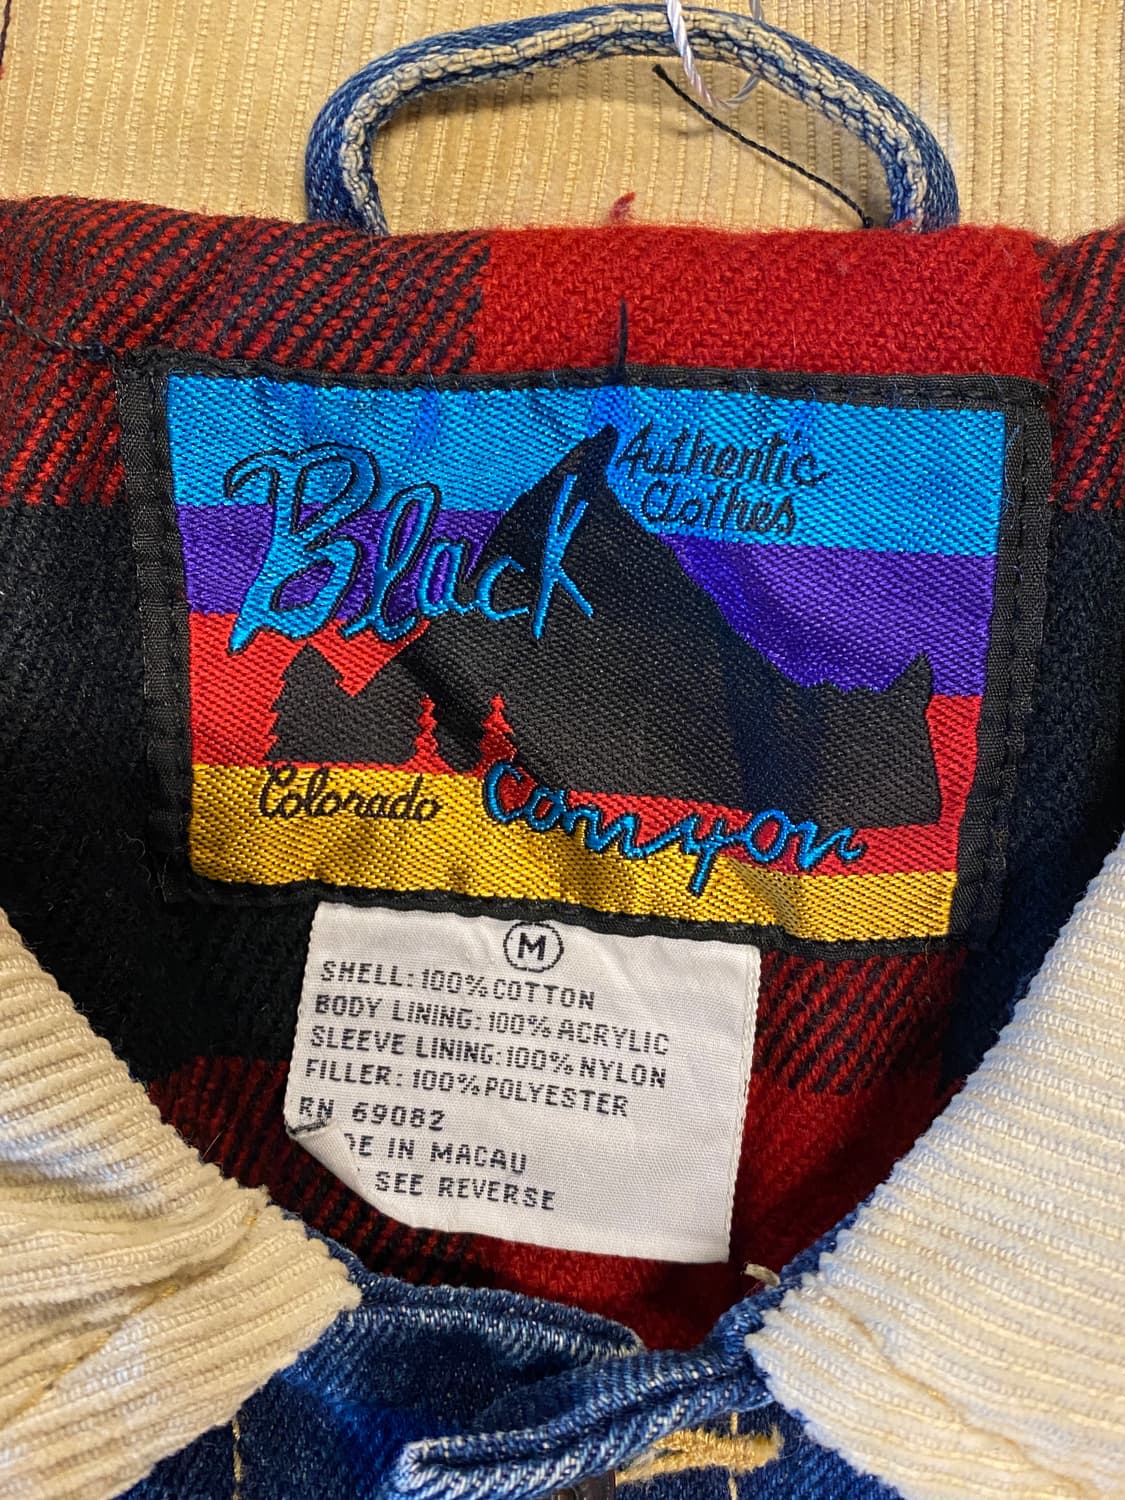 Black
Authentic
Clothes
Colorado
Canyon
M
SHELL: 100% COTTON
BODY LINING: 100% ACRYLIC
SLEEVE LINING: 100% NYLON
FILLER: 100% POLYESTER
RN 69082
DE IN MACAU
SEE REVERSE